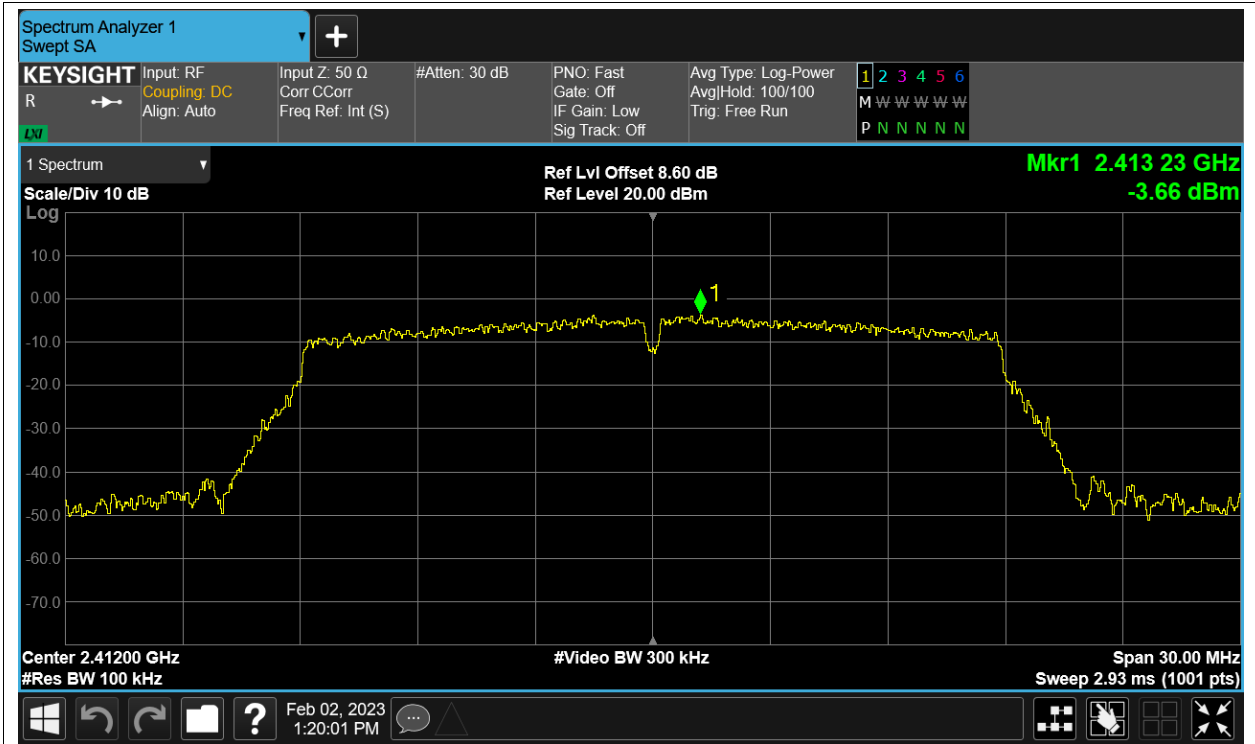 Spectrum Analyzer 1
Swept SA
KEYSIGHT
R
LXI
Input: RF
Coupling: DC
Align: Auto
Input Z: 50 Ω
Corr CCorr
Freq Ref: Int (S)
#Atten: 30 dB
PNO: Fast
Gate: Off
IF Gain: Low
Sig Track: Off
Avg Type: Log-Power
Avg|Hold: 100/100
Trig: Free Run
1 2 3 4 5 6
M W W W W W
P N N N N N
1 Spectrum
Scale/Div 10 dB
Log
Ref Lvl Offset 8.60 dB
Ref Level 20.00 dBm
Mkr1 2.413 23 GHz
-3.66 dBm
1
10.0
0.00
-10.0
-20.0
-30.0
-40.0
-50.0
-60.0
-70.0
Center 2.41200 GHz
#Res BW 100 kHz
#Video BW 300 kHz
Span 30.00 MHz
Sweep 2.93 ms (1001 pts)
?
Feb 02, 2023
1:20:01 PM